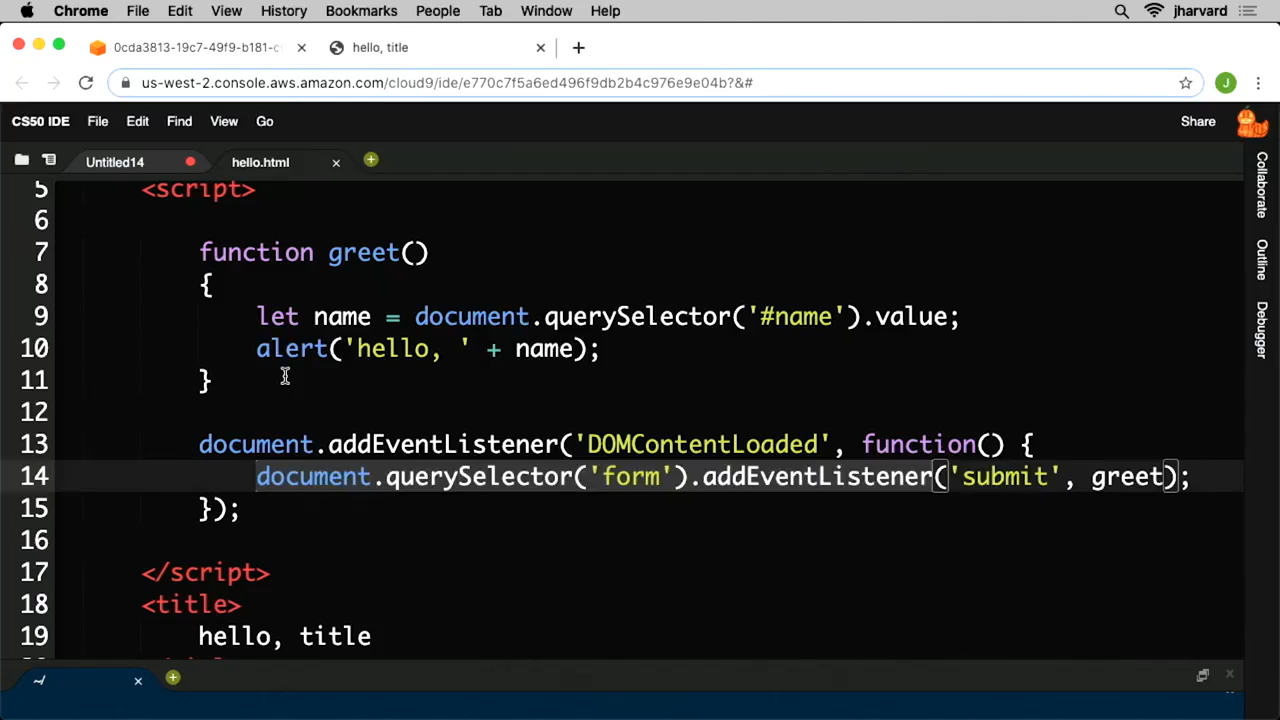 Chrome File Edit View History Bookmarks People Tab Window Help jharvard
0cda3813-19c7-49f9-b181-c hello, title
us-west-2.console.aws.amazon.com/cloud9/ide/e770c7f5a6ed496f9db2b4c976e9e04b?&# J
CS50 IDE File Edit Find View Go Share
Untitled14 hello.html
5 <script>
6
7 function greet()
8 {
9 let name = document.querySelector('#name').value;
10 alert('hello, ' + name);
11 }
12
13 document.addEventListener('DOMContentLoaded', function() {
14 document.querySelector('form').addEventListener('submit', greet);
15 });
16
17 </script>
18 <title>
19 hello, title
~/
Collaborate
Outline
Debugger